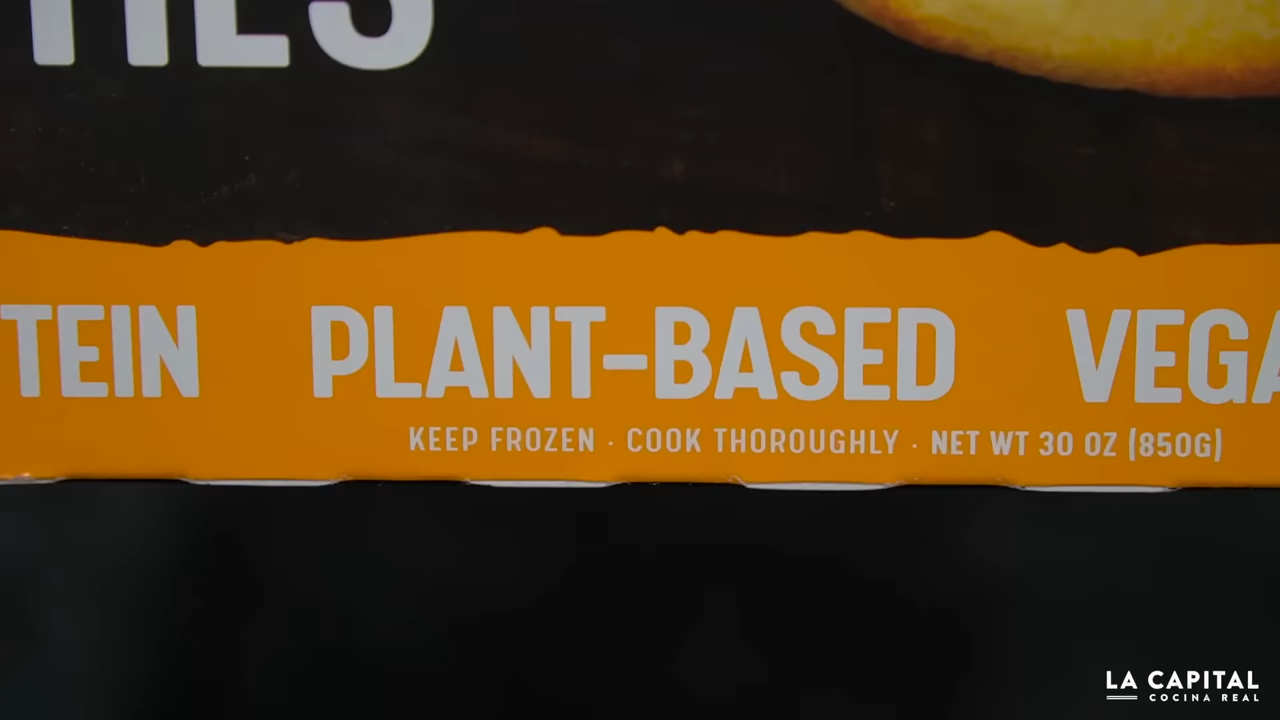 TEIN PLANT-BASED VEGA
KEEP FROZEN · COOK THOROUGHLY · NET WT 30 OZ (850G)
LA CAPITAL
COCINA REAL